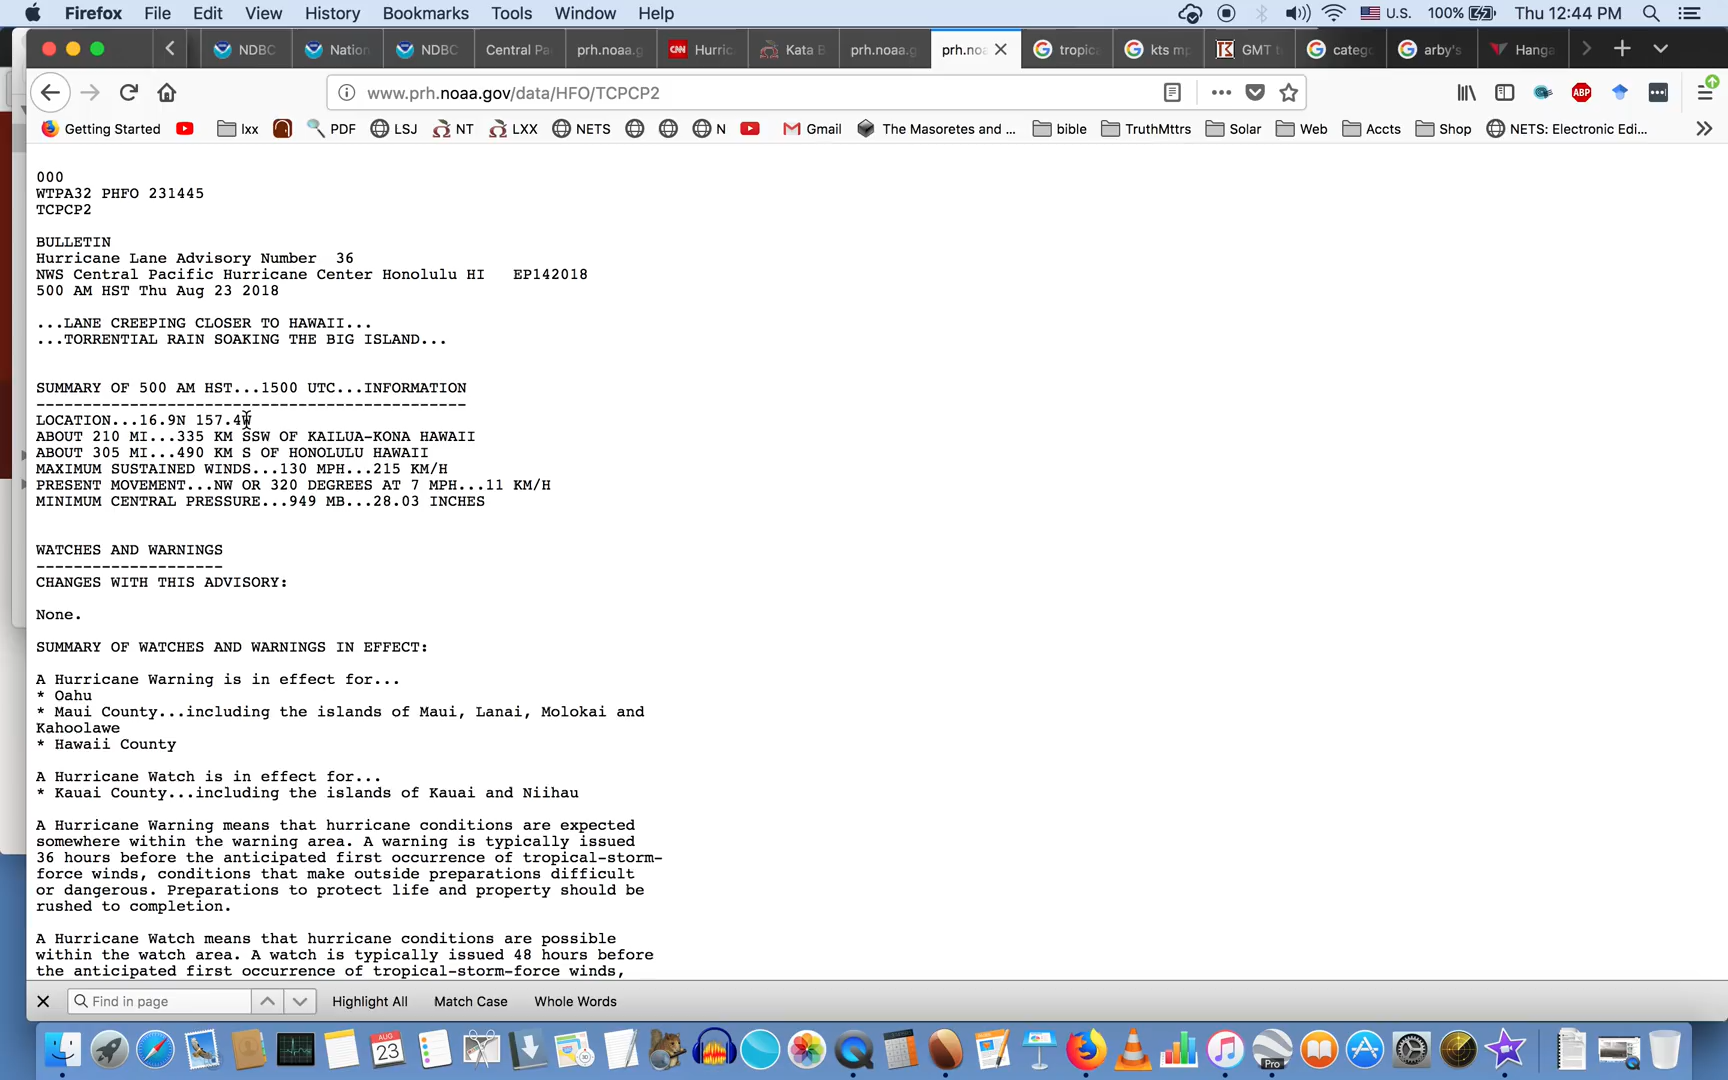 Firefox File Edit View History Bookmarks Tools Window Help U.S. 100% Thu 12:44 PM
NDBC Nation NDBC Central Pa prh.noaa.g CNN Hurric Kata B prh.noaa.g prh.noa tropica kts mp GMT t catego arby's Hanga
www.prh.noaa.gov/data/HFO/TCPCP2 ABP
Getting Started lxx PDF LSJ NT LXX NETS N Gmail The Masoretes and ... bible TruthMttrs Solar Web Accts Shop NETS: Electronic Edi...
000
WTPA32 PHFO 231445
TCPCP2
BULLETIN
Hurricane Lane Advisory Number 36
NWS Central Pacific Hurricane Center Honolulu HI EP142018
500 AM HST Thu Aug 23 2018
...LANE CREEPING CLOSER TO HAWAII...
...TORRENTIAL RAIN SOAKING THE BIG ISLAND...
SUMMARY OF 500 AM HST...1500 UTC...INFORMATION
----------------------------------------------
LOCATION...16.9N 157.4W
ABOUT 210 MI...335 KM SSW OF KAILUA-KONA HAWAII
ABOUT 305 MI...490 KM S OF HONOLULU HAWAII
MAXIMUM SUSTAINED WINDS...130 MPH...215 KM/H
PRESENT MOVEMENT...NW OR 320 DEGREES AT 7 MPH...11 KM/H
MINIMUM CENTRAL PRESSURE...949 MB...28.03 INCHES
WATCHES AND WARNINGS
--------------------
CHANGES WITH THIS ADVISORY:
None.
SUMMARY OF WATCHES AND WARNINGS IN EFFECT:
A Hurricane Warning is in effect for...
* Oahu
* Maui County...including the islands of Maui, Lanai, Molokai and
Kahoolawe
* Hawaii County
A Hurricane Watch is in effect for...
* Kauai County...including the islands of Kauai and Niihau
A Hurricane Warning means that hurricane conditions are expected
somewhere within the warning area. A warning is typically issued
36 hours before the anticipated first occurrence of tropical-storm-
force winds, conditions that make outside preparations difficult
or dangerous. Preparations to protect life and property should be
rushed to completion.
A Hurricane Watch means that hurricane conditions are possible
within the watch area. A watch is typically issued 48 hours before
the anticipated first occurrence of tropical-storm-force winds,
Find in page Highlight All Match Case Whole Words
AUG
23
Pro